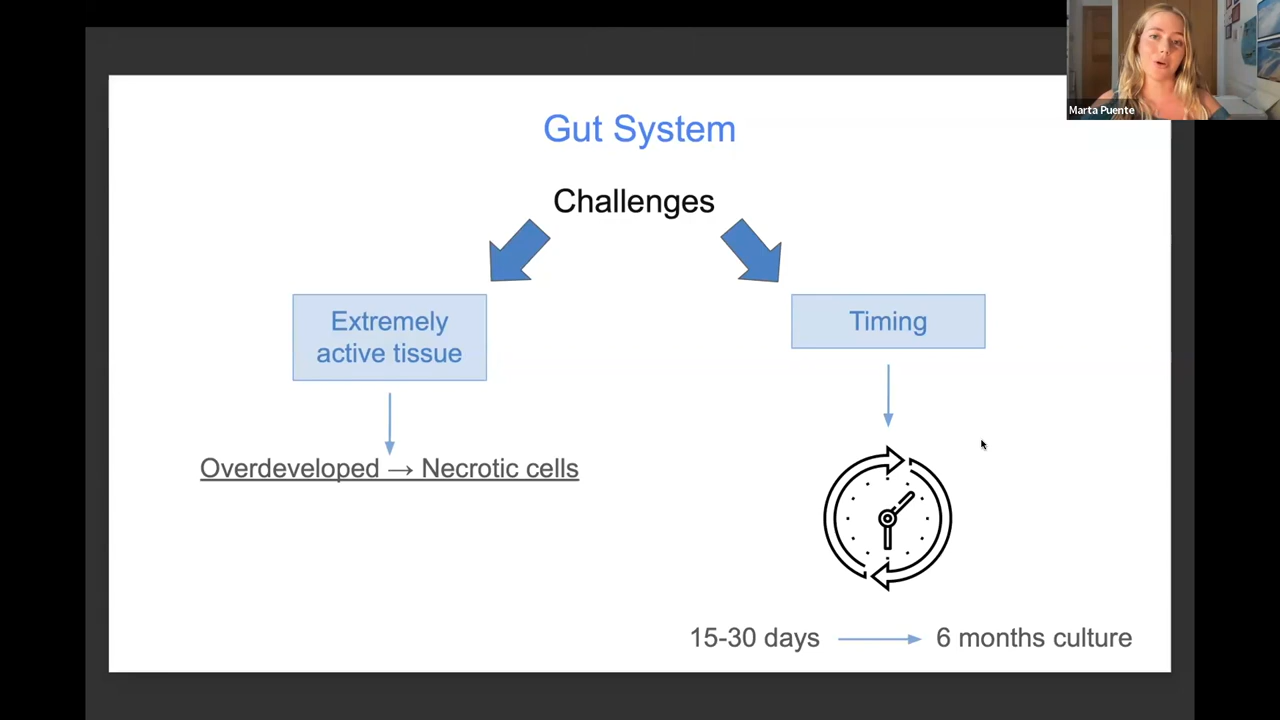 Marta Puente
Gut System
Challenges
Extremely
active tissue
Timing
Overdeveloped → Necrotic cells
15-30 days
6 months culture